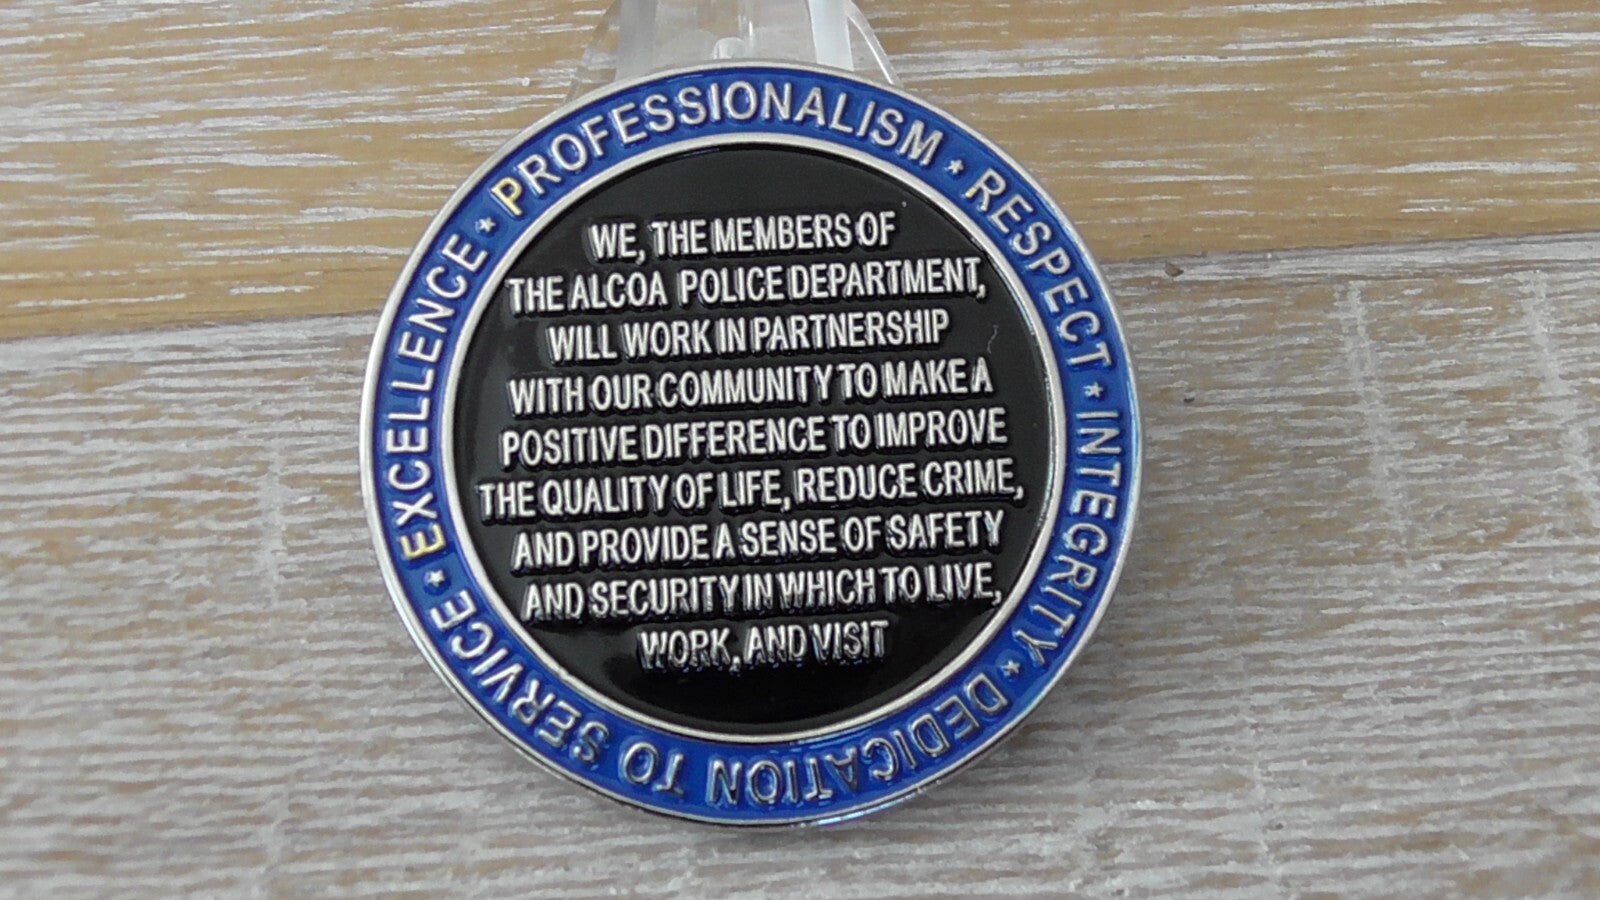 PROFESSIONALISM * RESPECT * INTEGRITY * DEDICATION TO SERVICE * EXCELLENCE *
WE, THE MEMBERS OF
THE ALCOA POLICE DEPARTMENT,
WILL WORK IN PARTNERSHIP
WITH OUR COMMUNITY TO MAKE A
POSITIVE DIFFERENCE TO IMPROVE
THE QUALITY OF LIFE, REDUCE CRIME,
AND PROVIDE A SENSE OF SAFETY
AND SECURITY IN WHICH TO LIVE,
WORK, AND VISIT